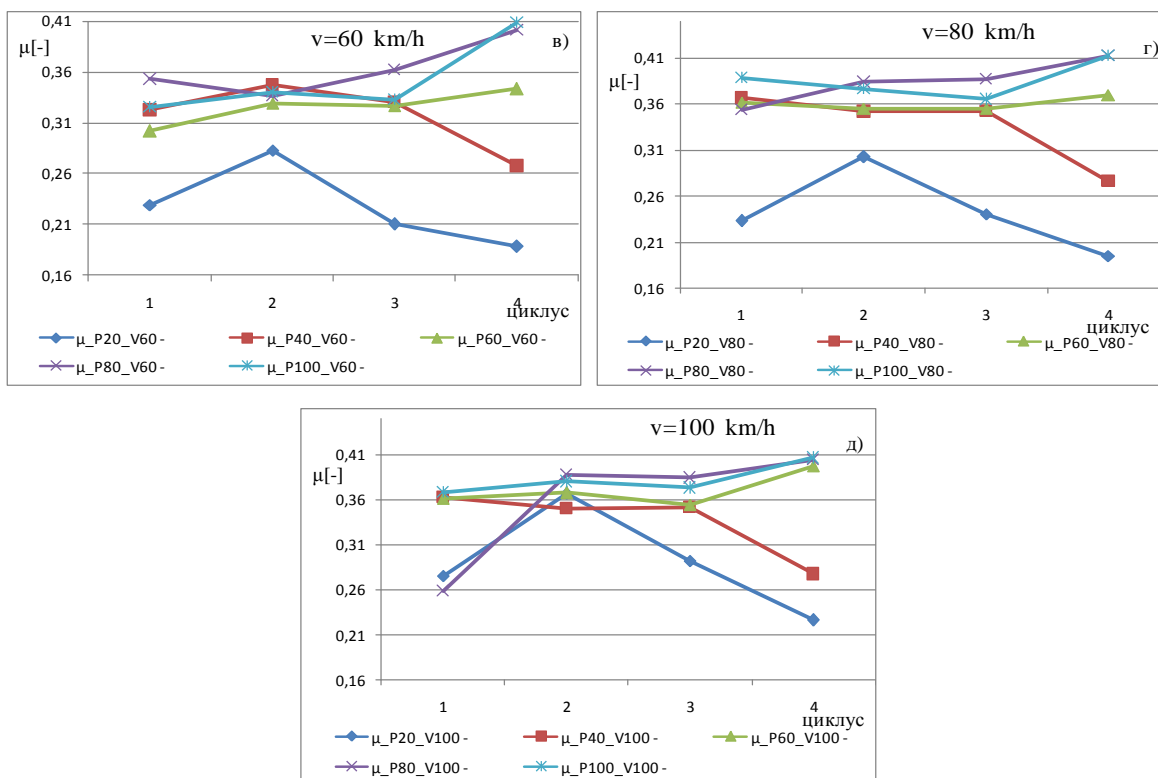 v=60 km/h
в)
μ[-]
0,41
0,36
0,31
0,26
0,21
0,16
1 2 3 4
циклус
μ_P20_V60 - μ_P40_V60 - μ_P60_V60 -
μ_P80_V60 - μ_P100_V60 -
v=80 km/h
г)
μ[-]
0,41
0,36
0,31
0,26
0,21
0,16
1 2 3 4
циклус
μ_P20_V80 - μ_P40_V80 - μ_P60_V80 -
μ_P80_V80 - μ_P100_V80 -
v=100 km/h
д)
μ[-]
0,41
0,36
0,31
0,26
0,21
0,16
1 2 3 4
циклус
μ_P20_V100 - μ_P40_V100 - μ_P60_V100 -
μ_P80_V100 - μ_P100_V100 -